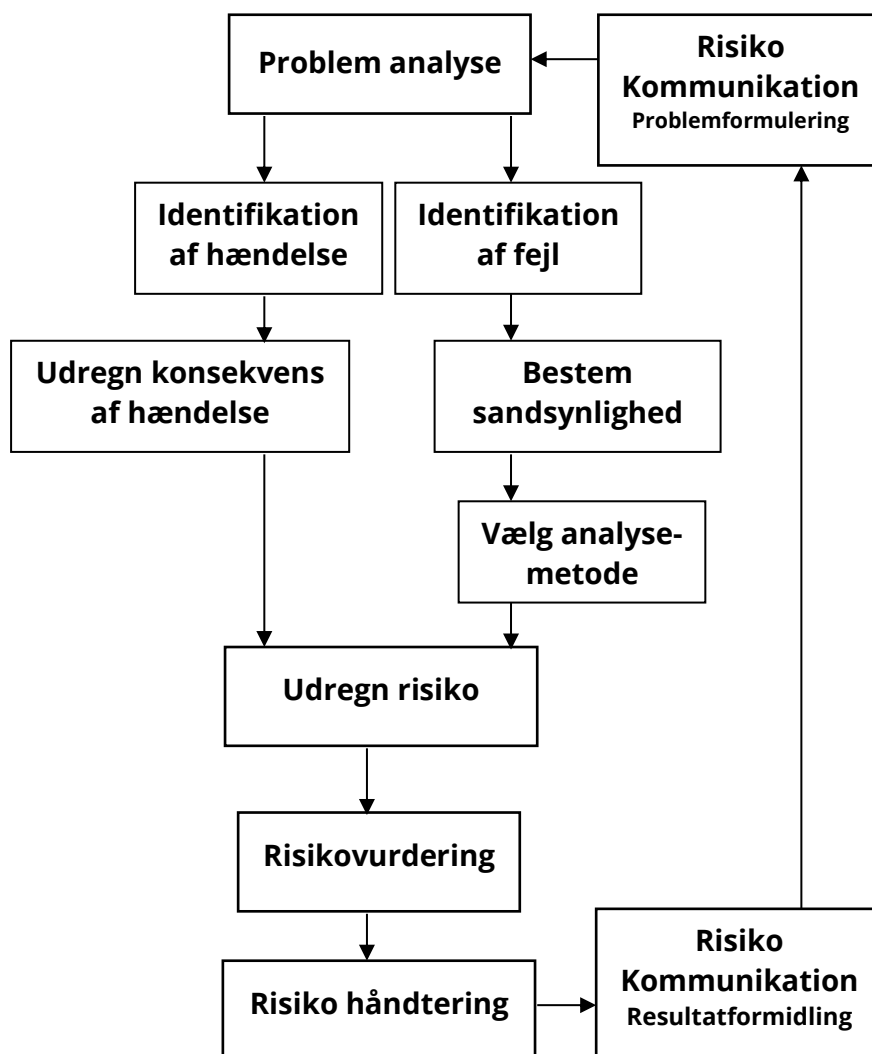 Problem analyse
Risiko
Kommunikation
Problemformulering
Identifikation
af hændelse
Identifikation
af fejl
Udregn konsekvens
af hændelse
Bestem
sandsynlighed
Vælg analyse-
metode
Udregn risiko
Risikovurdering
Risiko håndtering
Risiko
Kommunikation
Resultatformidling